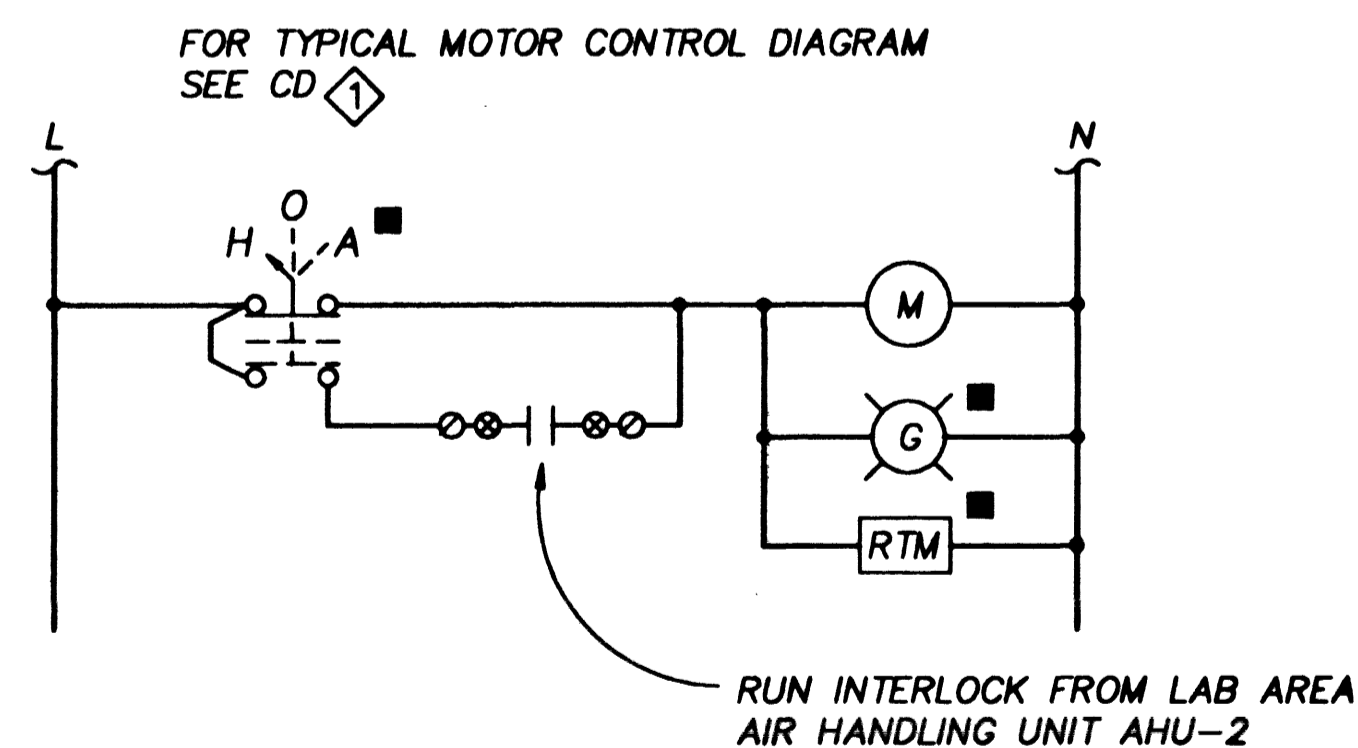 FOR TYPICAL MOTOR CONTROL DIAGRAM
SEE CD 1
L
N
O
H
A
M
G
RTM
RUN INTERLOCK FROM LAB AREA
AIR HANDLING UNIT AHU-2